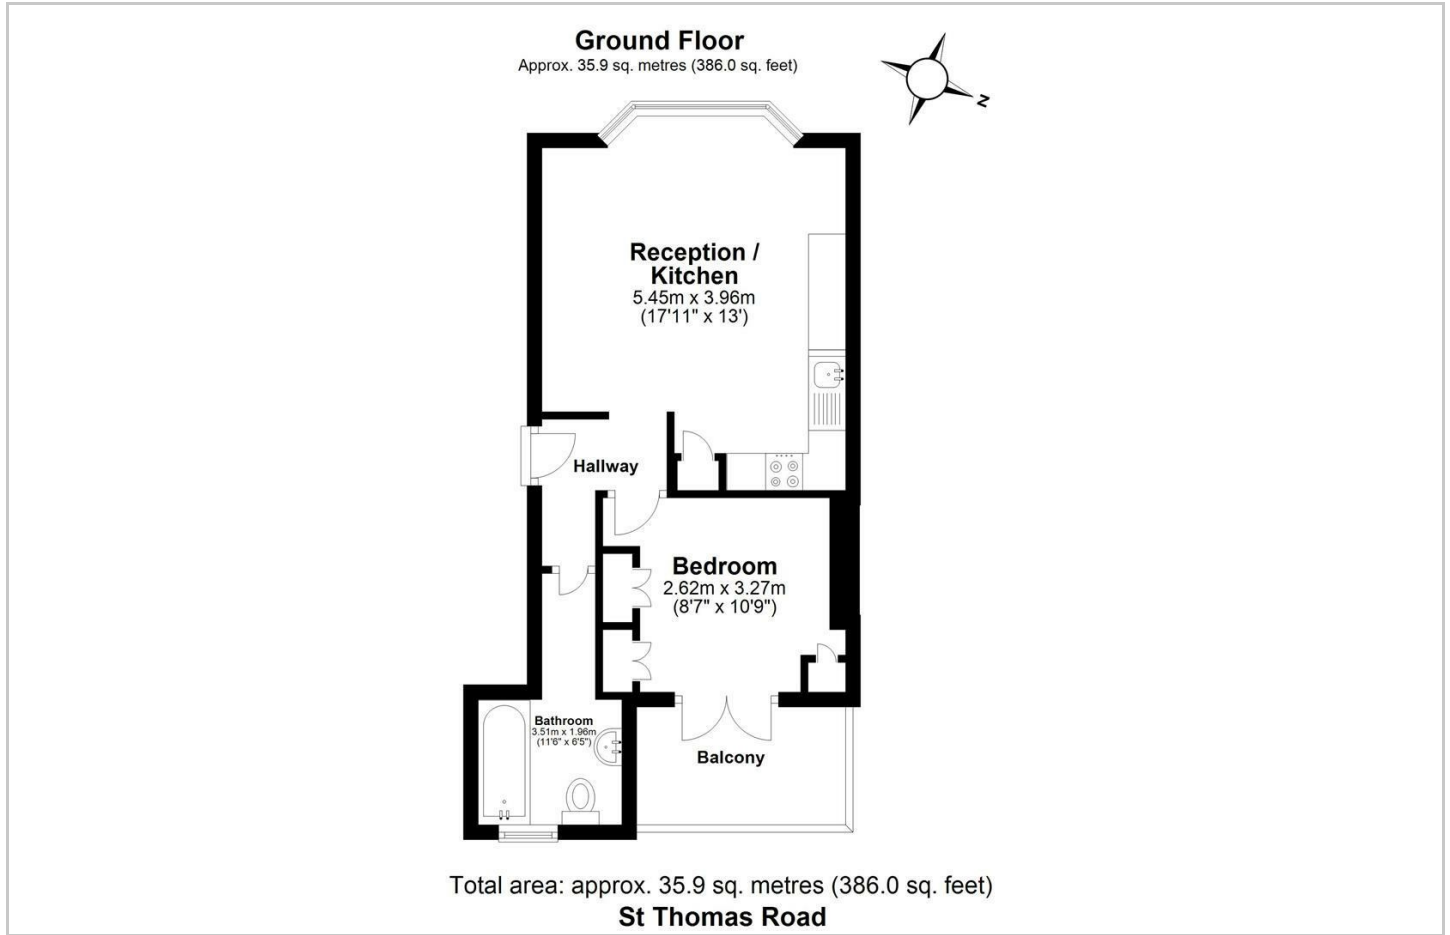 Ground Floor
Approx. 35.9 sq. metres (386.0 sq. feet)
N
Reception /
Kitchen
5.45m x 3.96m
(17'11" x 13')
Hallway
Bedroom
2.62m x 3.27m
(8'7" x 10'9")
Bathroom
3.51m x 1.96m
(11'6" x 6'5")
Balcony
Total area: approx. 35.9 sq. metres (386.0 sq. feet)
St Thomas Road